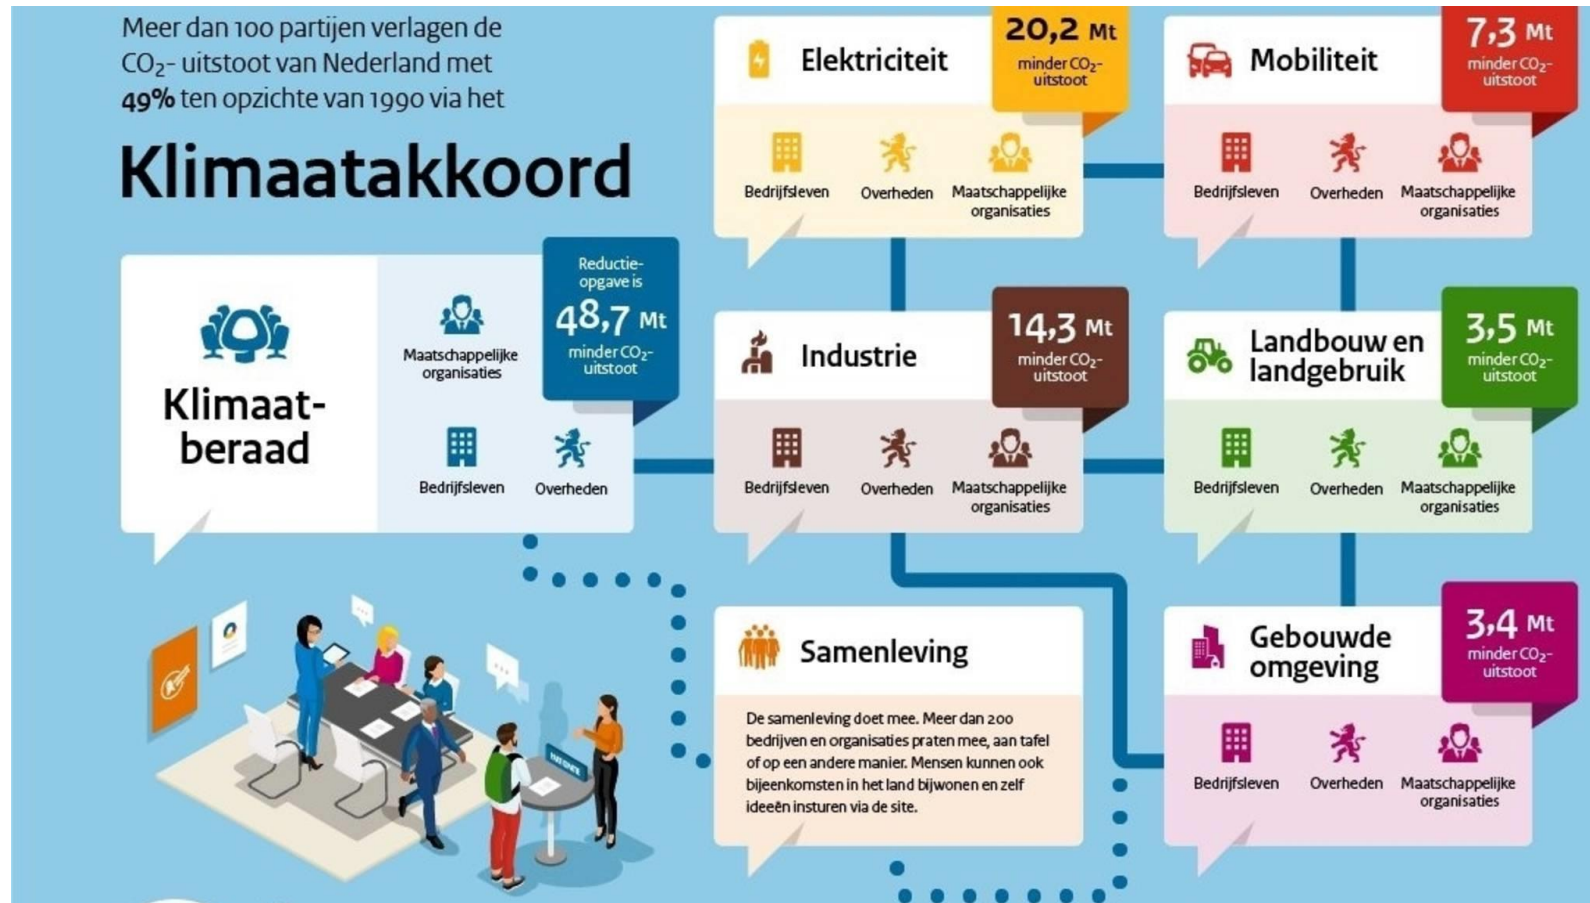 Meer dan 100 partijen verlagen de
CO₂- uitstoot van Nederland met
49% ten opzichte van 1990 via het
Klimaatakkoord
Klimaat-
beraad
Maatschappelijke
organisaties
Bedrijfsleven
Overheden
Reductie-
opgave is
48,7 Mt
minder CO₂-
uitstoot
Elektriciteit
20,2 Mt
minder CO₂-
uitstoot
Bedrijfsleven
Overheden
Maatschappelijke
organisaties
Mobiliteit
7,3 Mt
minder CO₂-
uitstoot
Bedrijfsleven
Overheden
Maatschappelijke
organisaties
Industrie
14,3 Mt
minder CO₂-
uitstoot
Bedrijfsleven
Overheden
Maatschappelijke
organisaties
Landbouw en
landgebruik
3,5 Mt
minder CO₂-
uitstoot
Bedrijfsleven
Overheden
Maatschappelijke
organisaties
Samenleving
De samenleving doet mee. Meer dan 200
bedrijven en organisaties praten mee, aan tafel
of op een andere manier. Mensen kunnen ook
bijeenkomsten in het land bijwonen en zelf
ideeën insturen via de site.
Gebouwde
omgeving
3,4 Mt
minder CO₂-
uitstoot
Bedrijfsleven
Overheden
Maatschappelijke
organisaties